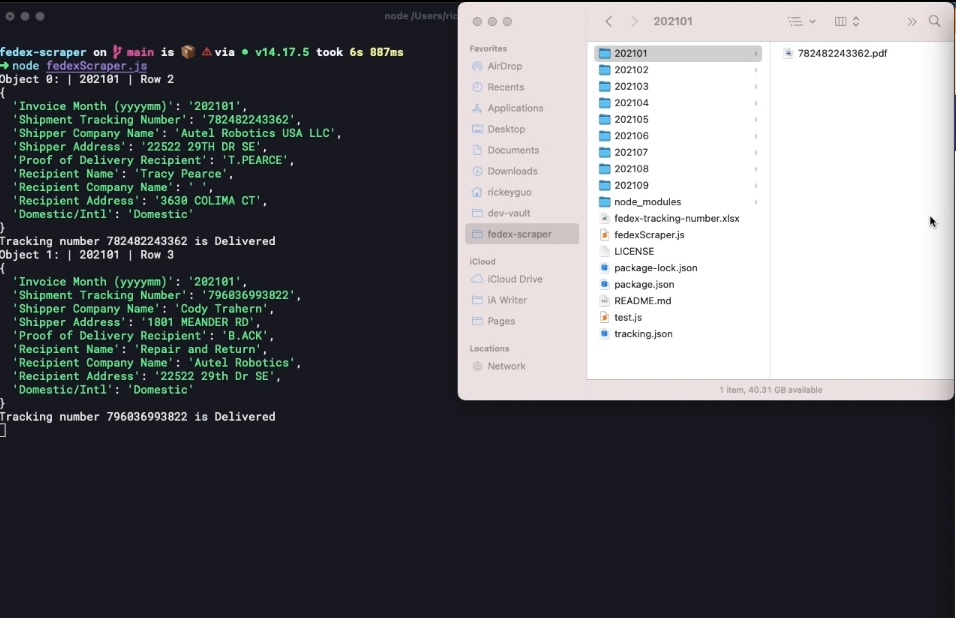 node /Users/ric
fedex-scraper on main is 📦 ⚠ via ● v14.17.5 took 6s 887ms
➜ node fedexScraper.js
Object 0: | 202101 | Row 2
{
'Invoice Month (yyyymm)': '202101',
'Shipment Tracking Number': '782482243362',
'Shipper Company Name': 'Autel Robotics USA LLC',
'Shipper Address': '22522 29TH DR SE',
'Proof of Delivery Recipient': 'T.PEARCE',
'Recipient Name': 'Tracy Pearce',
'Recipient Company Name': ' ',
'Recipient Address': '3630 COLIMA CT',
'Domestic/Intl': 'Domestic'
}
Tracking number 782482243362 is Delivered
Object 1: | 202101 | Row 3
{
'Invoice Month (yyyymm)': '202101',
'Shipment Tracking Number': '796036993822',
'Shipper Company Name': 'Cody Trahern',
'Shipper Address': '1801 MEANDER RD',
'Proof of Delivery Recipient': 'B.ACK',
'Recipient Name': 'Repair and Return',
'Recipient Company Name': 'Autel Robotics',
'Recipient Address': '22522 29th Dr SE',
'Domestic/Intl': 'Domestic'
}
Tracking number 796036993822 is Delivered
202101
Favorites
AirDrop
Recents
Applications
Desktop
Documents
Downloads
rickeyguo
dev-vault
fedex-scraper
iCloud
iCloud Drive
iA Writer
Pages
Locations
Network
202101
202102
202103
202104
202105
202106
202107
202108
202109
node_modules
fedex-tracking-number.xlsx
fedexScraper.js
LICENSE
package-lock.json
package.json
README.md
test.js
tracking.json
782482243362.pdf
1 item, 40.31 GB available